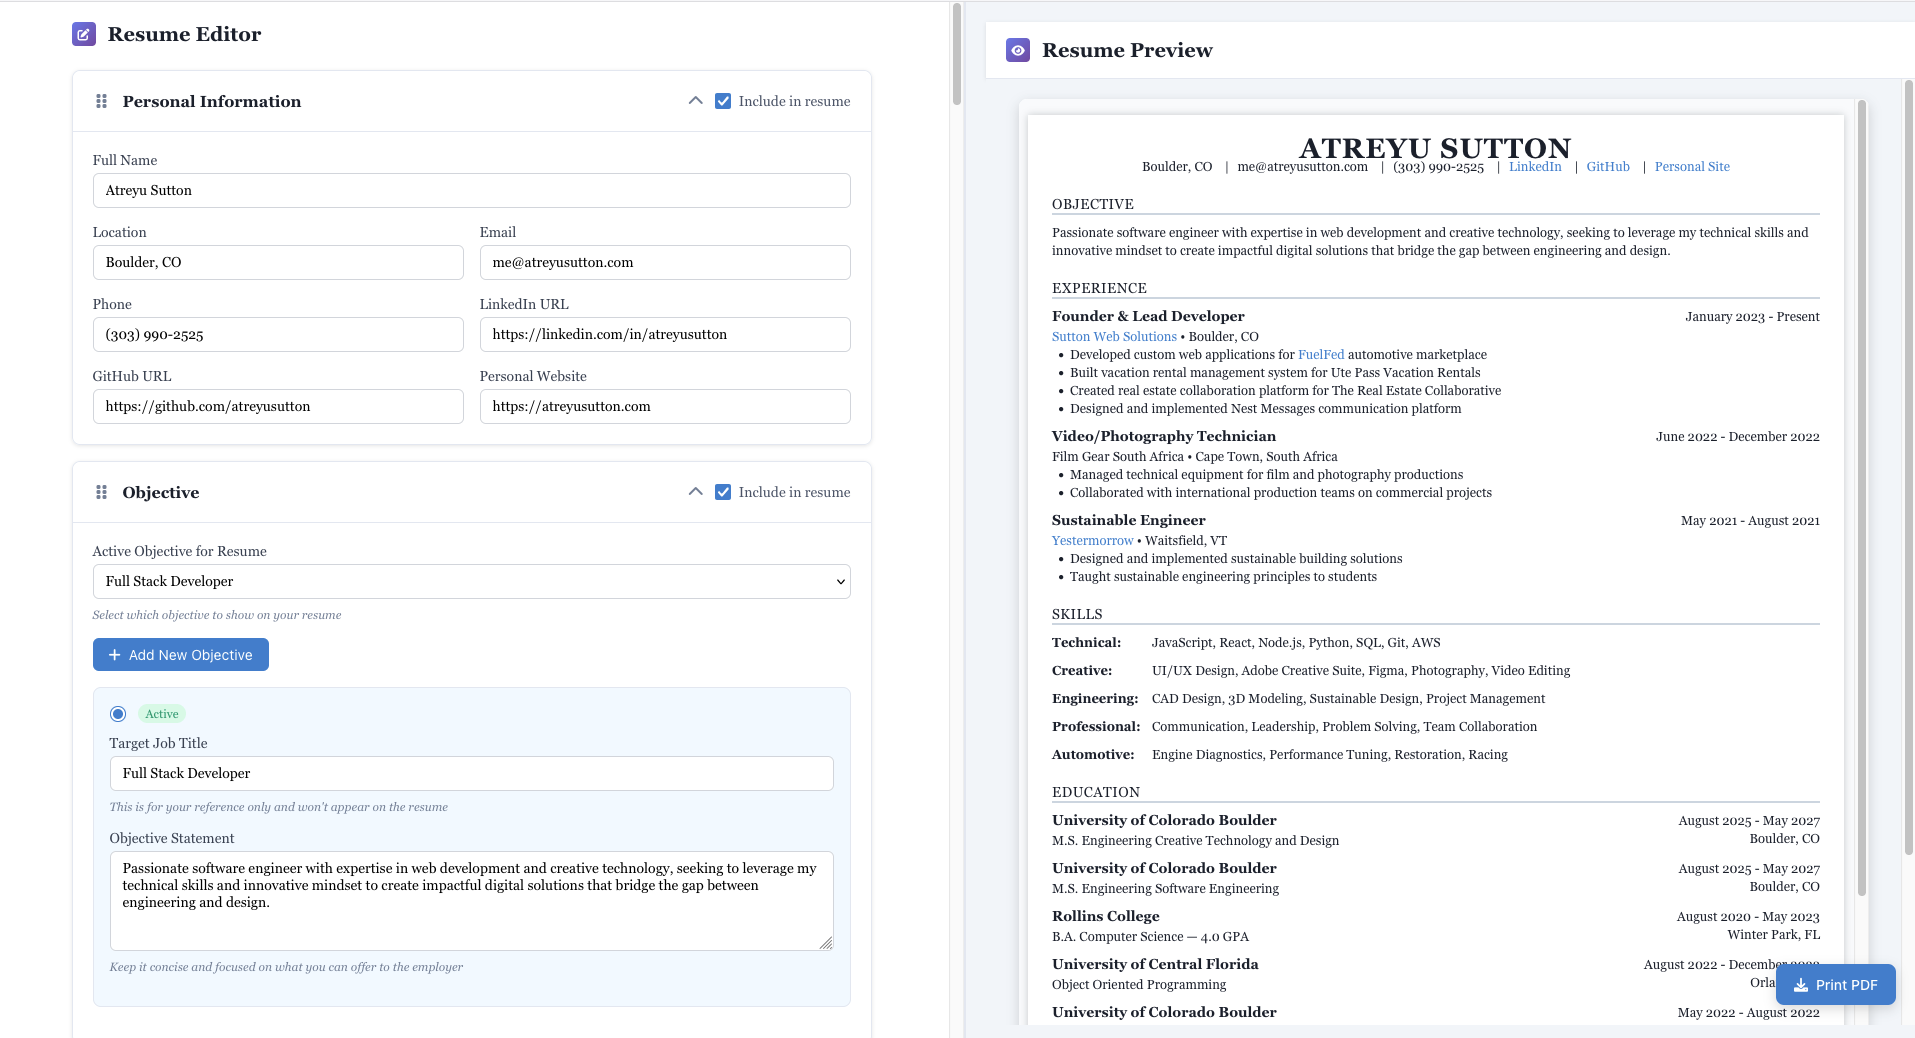 Resume Editor
Personal Information
Include in resume
Full Name
Atreyu Sutton
Location
Email
Boulder, CO
me@atreyusutton.com
Phone
LinkedIn URL
(303) 990-2525
https://linkedin.com/in/atreyusutton
GitHub URL
Personal Website
https://github.com/atreyusutton
https://atreyusutton.com
Objective
Include in resume
Active Objective for Resume
Full Stack Developer
Select which objective to show on your resume
+ Add New Objective
Active
Target Job Title
Full Stack Developer
This is for your reference only and won't appear on the resume
Objective Statement
Passionate software engineer with expertise in web development and creative technology, seeking to leverage my
technical skills and innovative mindset to create impactful digital solutions that bridge the gap between
engineering and design.
Keep it concise and focused on what you can offer to the employer
Resume Preview
ATREYU SUTTON
Boulder, CO | me@atreyusutton.com | (303) 990-2525 | LinkedIn | GitHub | Personal Site
OBJECTIVE
Passionate software engineer with expertise in web development and creative technology, seeking to leverage my technical skills and
innovative mindset to create impactful digital solutions that bridge the gap between engineering and design.
EXPERIENCE
Founder & Lead Developer January 2023 - Present
Sutton Web Solutions • Boulder, CO
• Developed custom web applications for FuelFed automotive marketplace
• Built vacation rental management system for Ute Pass Vacation Rentals
• Created real estate collaboration platform for The Real Estate Collaborative
• Designed and implemented Nest Messages communication platform
Video/Photography Technician June 2022 - December 2022
Film Gear South Africa • Cape Town, South Africa
• Managed technical equipment for film and photography productions
• Collaborated with international production teams on commercial projects
Sustainable Engineer May 2021 - August 2021
Yestermorrow • Waitsfield, VT
• Designed and implemented sustainable building solutions
• Taught sustainable engineering principles to students
SKILLS
Technical: JavaScript, React, Node.js, Python, SQL, Git, AWS
Creative: UI/UX Design, Adobe Creative Suite, Figma, Photography, Video Editing
Engineering: CAD Design, 3D Modeling, Sustainable Design, Project Management
Professional: Communication, Leadership, Problem Solving, Team Collaboration
Automotive: Engine Diagnostics, Performance Tuning, Restoration, Racing
EDUCATION
University of Colorado Boulder August 2025 - May 2027
M.S. Engineering Creative Technology and Design Boulder, CO
University of Colorado Boulder August 2025 - May 2027
M.S. Engineering Software Engineering Boulder, CO
Rollins College August 2020 - May 2023
B.A. Computer Science — 4.0 GPA Winter Park, FL
University of Central Florida August 2022 - December
Object Oriented Programming
Print PDF
University of Colorado Boulder May 2022 - August 2022